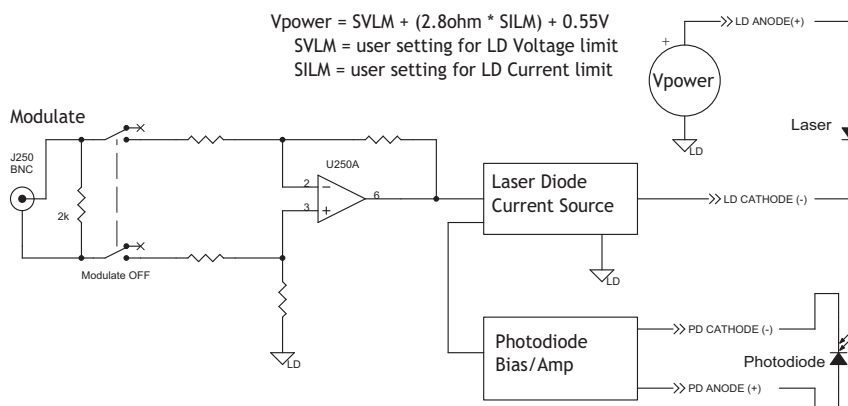 Vpower = SVLM + (2.8ohm * SILM) + 0.55V
SVLM = user setting for LD Voltage limit
SILM = user setting for LD Current limit
+
Vpower
LD ANODE(+)
LD
Laser
Modulate
J250
BNC
2k
Modulate OFF
U250A
2
3
6
−
+
LD
Laser Diode
Current Source
LD CATHODE (-)
LD
Photodiode
Bias/Amp
PD CATHODE (-)
Photodiode
PD ANODE (+)